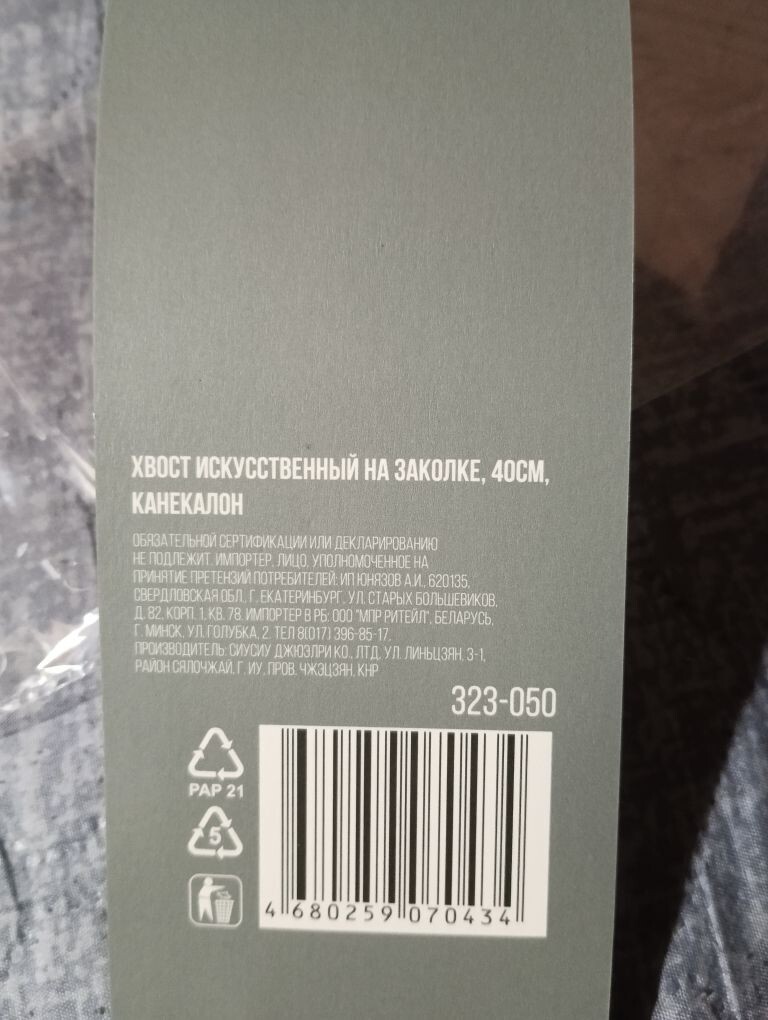 ХВОСТ ИСКУССТВЕННЫЙ НА ЗАКОЛКЕ, 40СМ,
КАНЕКАЛОН
ОБЯЗАТЕЛЬНОЙ СЕРТИФИКАЦИИ ИЛИ ДЕКЛАРИРОВАНИЮ
НЕ ПОДЛЕЖИТ. ИМПОРТЕР, ЛИЦО, УПОЛНОМОЧЕННОЕ НА
ПРИНЯТИЕ ПРЕТЕНЗИЙ ПОТРЕБИТЕЛЕЙ: ИП ЮНЯЗОВ А.И., 620135,
СВЕРДЛОВСКАЯ ОБЛ., Г. ЕКАТЕРИНБУРГ, УЛ. СТАРЫХ БОЛЬШЕВИКОВ,
Д. 82, КОРП. 1, КВ. 78. ИМПОРТЕР В РБ: ООО "МПР РИТЕЙЛ", БЕЛАРУСЬ,
Г. МИНСК, УЛ. ГОЛУБКА, 2. ТЕЛ 8(017) 396-85-17.
ПРОИЗВОДИТЕЛЬ: СИУСИУ ДЖЮЭЛРИ КО., ЛТД. УЛ. ЛИНЬЦЗЯН, 3-1,
РАЙОН СЯЛОЧЖАЙ, Г. ИУ, ПРОВ. ЧЖЭЦЗЯН, КНР
323-050
PAP 21
5
4 680259 070434